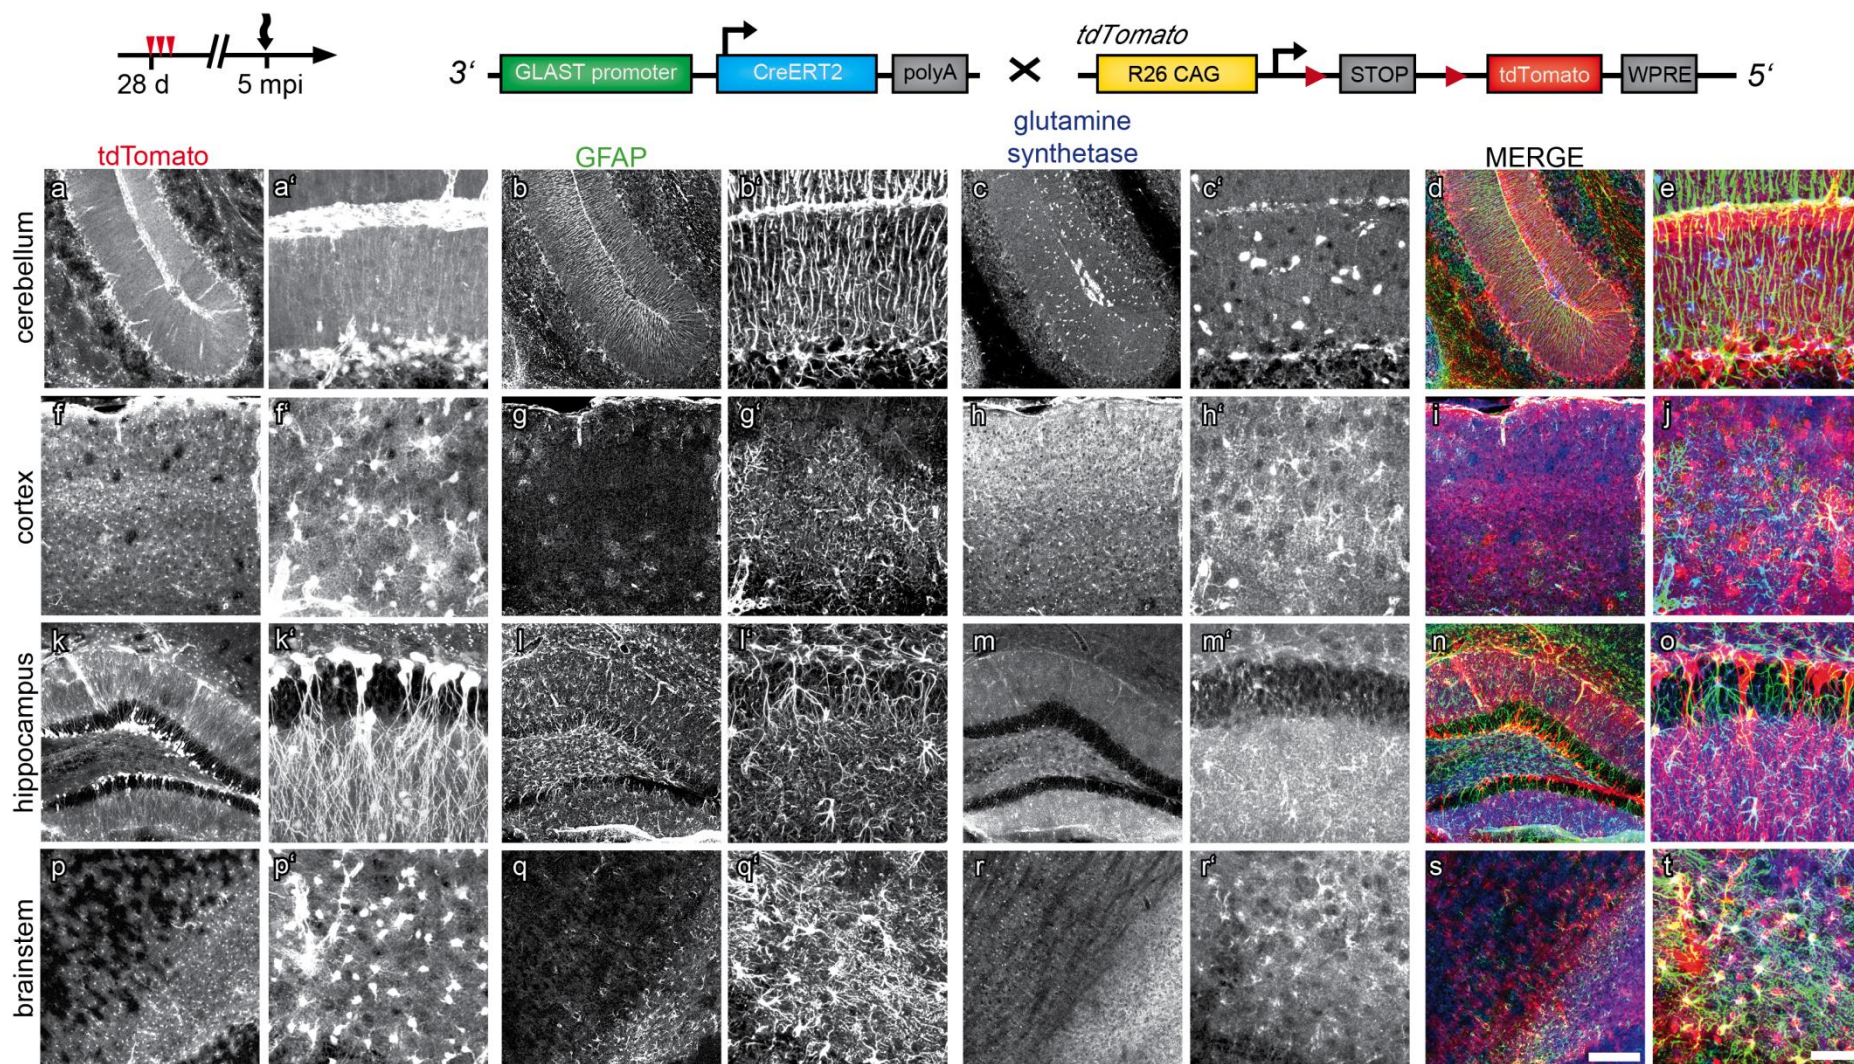 28 d
5 mpi
3‘
GLAST promoter
CreERT2
polyA
tdTomato
R26 CAG
STOP
tdTomato
WPRE
5‘
tdTomato
GFAP
glutamine
synthetase
MERGE
cerebellum
a
a‘
b
b‘
c
c‘
d
e
cortex
f
f‘
g
g‘
h
h‘
i
j
hippocampus
k
k‘
l
l‘
m
m‘
n
o
brainstem
p
p‘
q
q‘
r
r‘
s
t